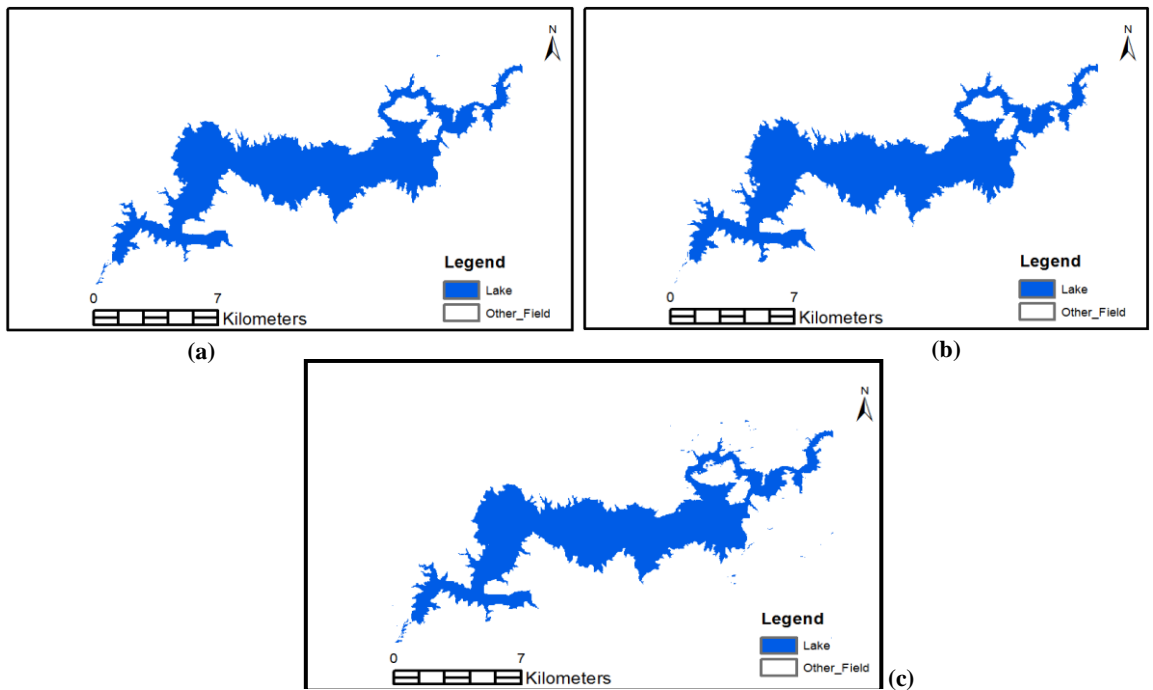 N
Legend
Lake
Other_Field
0 7
Kilometers
(a)
N
Legend
Lake
Other_Field
0 7
Kilometers
(b)
N
Legend
Lake
Other_Field
0 7
Kilometers
(c)